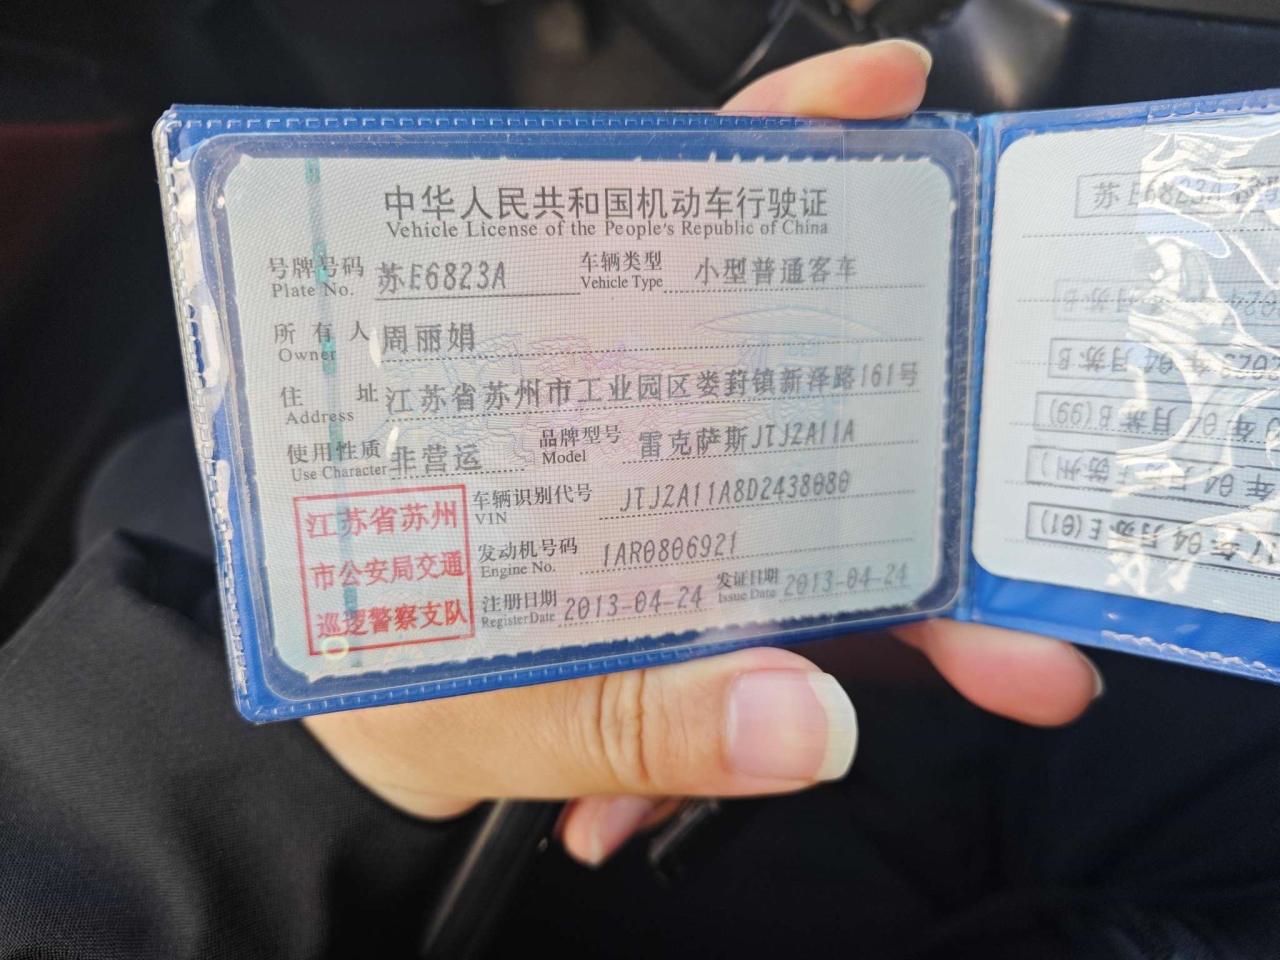 中华人民共和国机动车行驶证
Vehicle License of the People's Republic of China
号牌号码 苏E6823A 车辆类型 小型普通客车
Plate No. Vehicle Type
所有人 周丽娟
Owner
住址 江苏省苏州市工业园区娄葑镇新泽路161号
Address
使用性质 非营运 品牌型号 雷克萨斯JTJZA11A
Use Character Model
车辆识别代号 JTJZA11A8D2438080
VIN
发动机号码 1AR0806921
Engine No.
注册日期 2013-04-24 发证日期 2013-04-24
Register Date Issue Date
江苏省苏州
市公安局交通
巡逻警察支队
苏E6823A